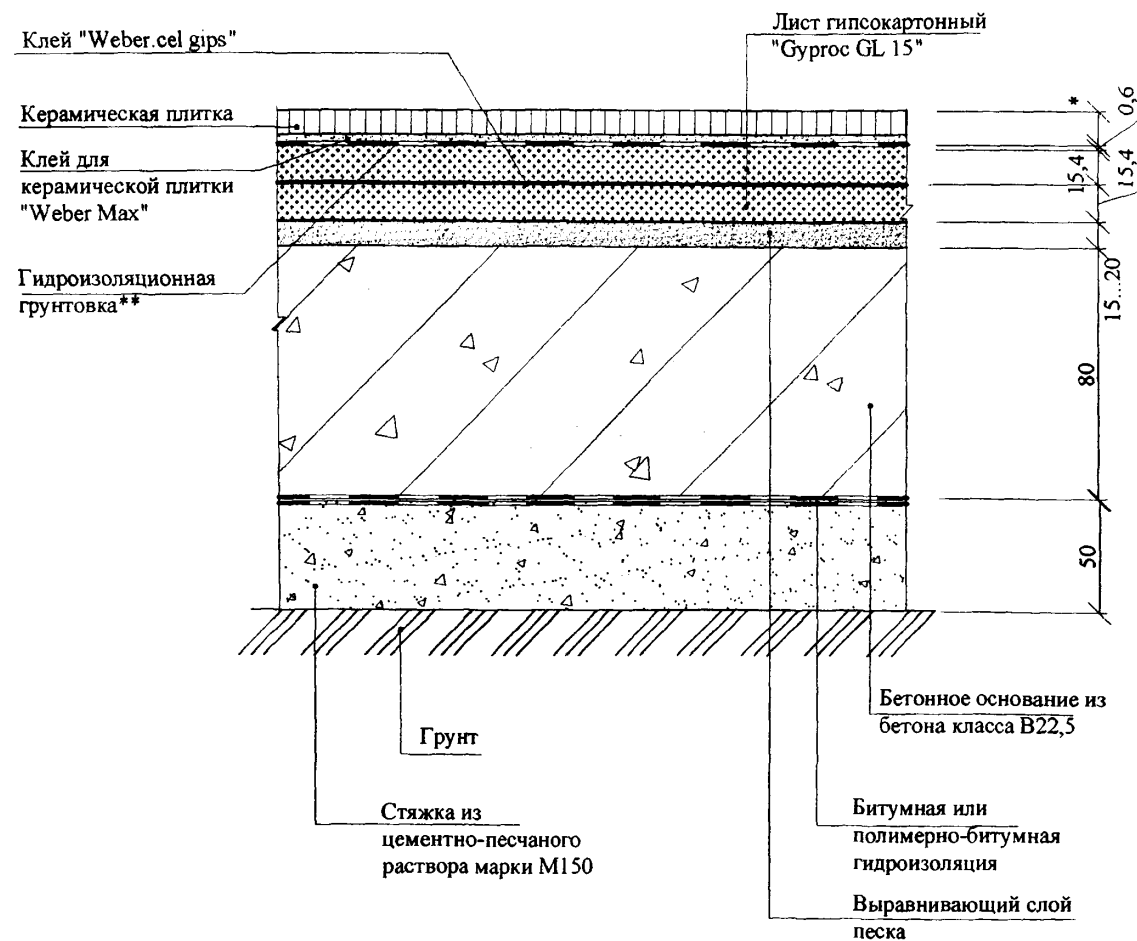 Клей "Weber.cel gips"
Лист гипсокартонный
"Gyproc GL 15"
Керамическая плитка
Клей для
керамической плитки
"Weber Max"
Гидроизоляционная
грунтовка**
*
0,6
15,4
15,4
15...20
80
50
Грунт
Стяжка из
цементно-песчаного
раствора марки М150
Бетонное основание из
бетона класса В22,5
Битумная или
полимерно-битумная
гидроизоляция
Выравнивающий слой
песка